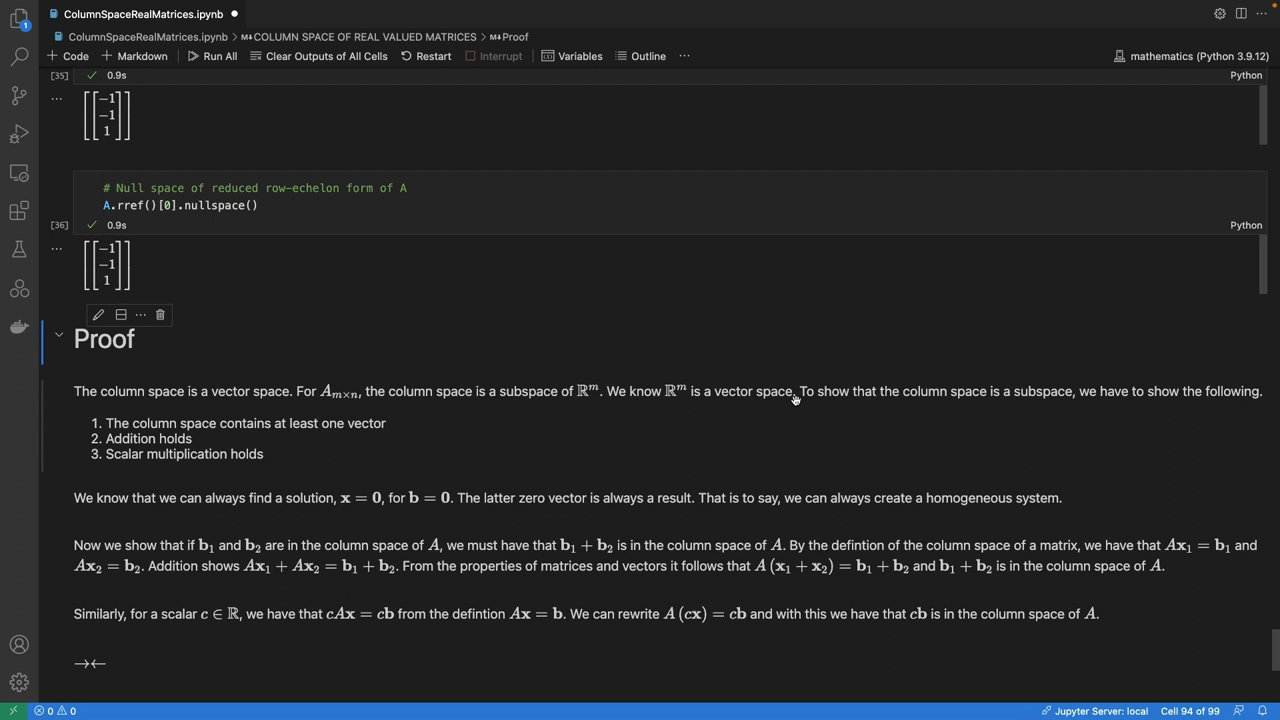 ColumnSpaceRealMatrices.ipynb ●
1
ColumnSpaceRealMatrices.ipynb > M↓COLUMN SPACE OF REAL VALUED MATRICES > M↓Proof
+ Code + Markdown ▷ Run All Clear Outputs of All Cells Restart Interrupt Variables Outline ··· mathematics (Python 3.9.12)
[35] ✓ 0.9s Python
··· [[−1
−1
1]]
# Null space of reduced row-echelon form of A
A.rref()[0].nullspace()
[36] ✓ 0.9s Python
··· [[−1
−1
1]]
Proof
The column space is a vector space. For A_{m×n}, the column space is a subspace of ℝ^m. We know ℝ^m is a vector space. To show that the column space is a subspace, we have to show the following.
1. The column space contains at least one vector
2. Addition holds
3. Scalar multiplication holds
We know that we can always find a solution, x = 0, for b = 0. The latter zero vector is always a result. That is to say, we can always create a homogeneous system.
Now we show that if b₁ and b₂ are in the column space of A, we must have that b₁ + b₂ is in the column space of A. By the defintion of the column space of a matrix, we have that Ax₁ = b₁ and
Ax₂ = b₂. Addition shows Ax₁ + Ax₂ = b₁ + b₂. From the properties of matrices and vectors it follows that A (x₁ + x₂) = b₁ + b₂ and b₁ + b₂ is in the column space of A.
Similarly, for a scalar c ∈ ℝ, we have that cAx = cb from the defintion Ax = b. We can rewrite A (cx) = cb and with this we have that cb is in the column space of A.
→←
0 0 Jupyter Server: local Cell 94 of 99